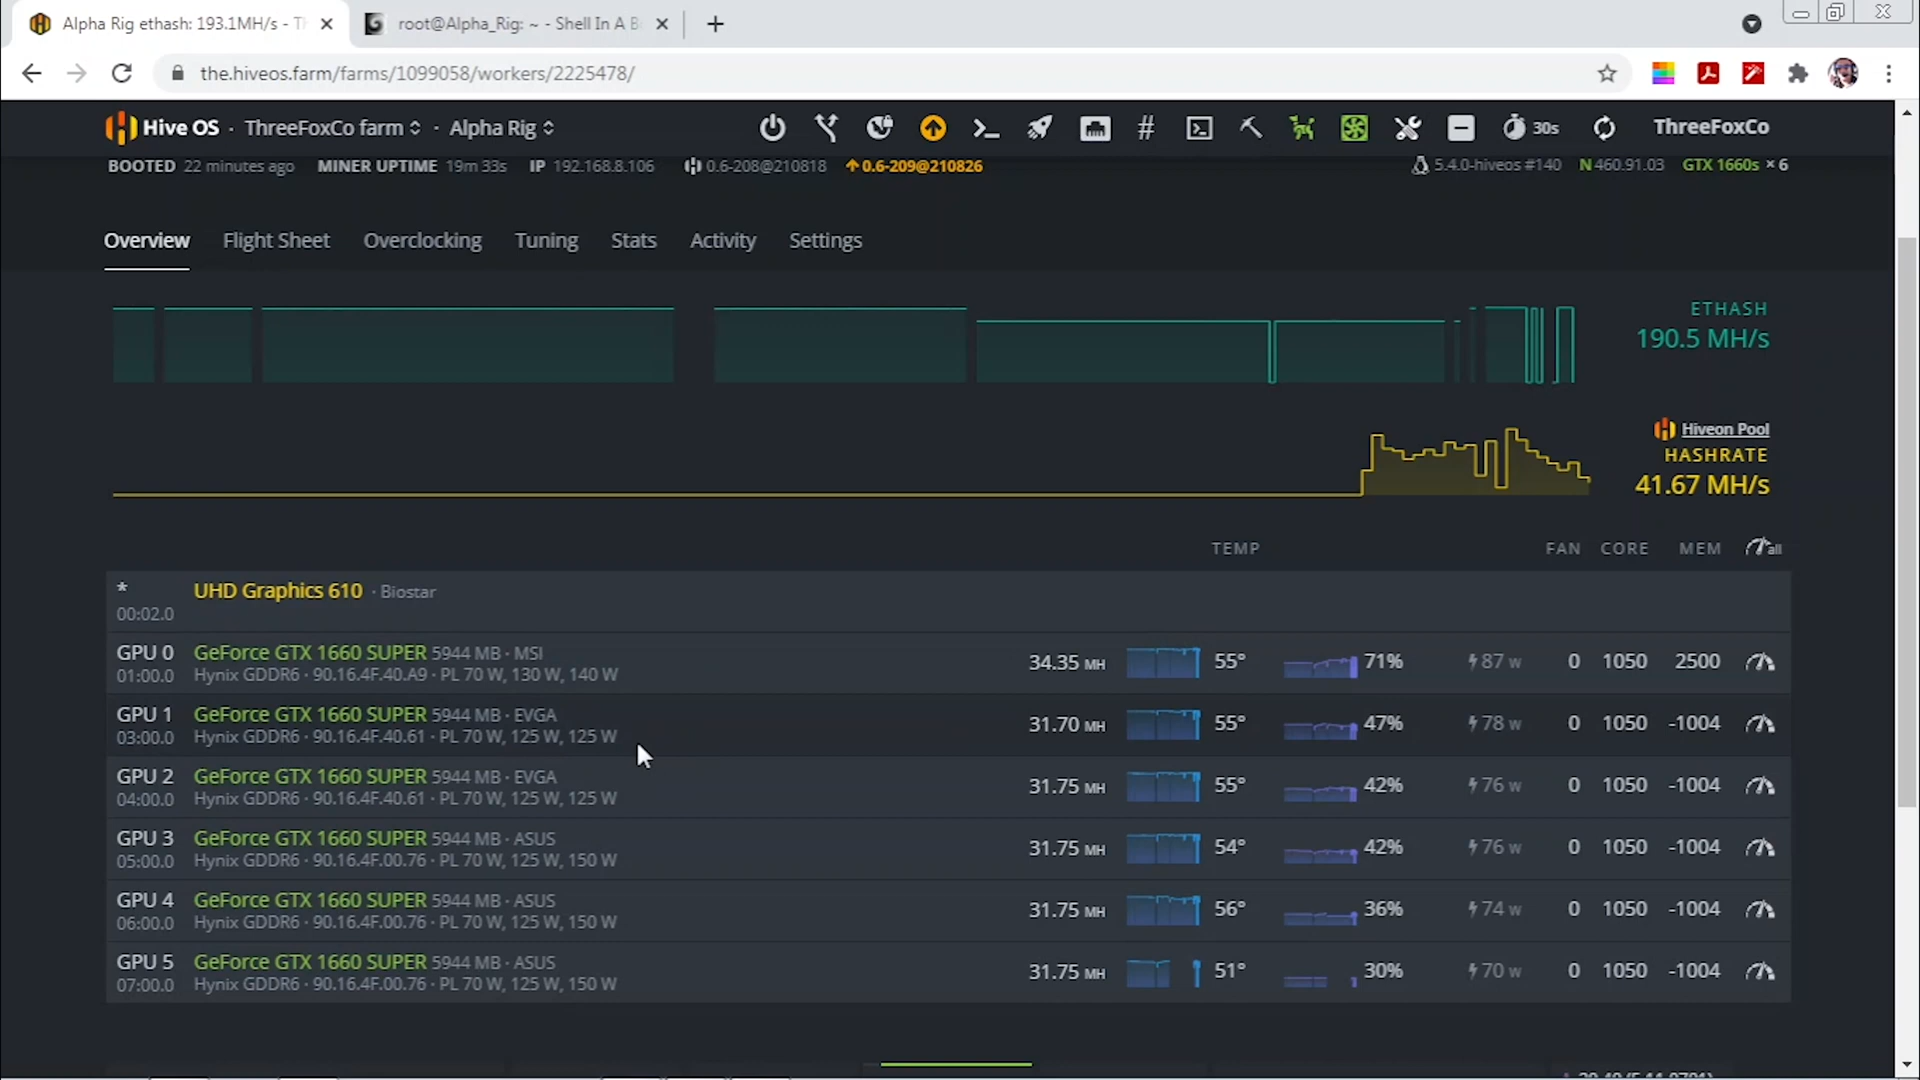 Alpha Rig ethash: 193.1MH/s - T
root@Alpha_Rig: ~ - Shell In A B
the.hiveos.farm/farms/1099058/workers/2225478/
Hive OS · ThreeFoxCo farm · Alpha Rig
30s
ThreeFoxCo
BOOTED 22 minutes ago MINER UPTIME 19m 33s IP 192.168.8.106 0.6-208@210818 0.6-209@210826
5.4.0-hiveos #140 N 460.91.03 GTX 1660s × 6
Overview Flight Sheet Overclocking Tuning Stats Activity Settings
ETHASH
190.5 MH/s
Hiveon Pool
HASHRATE
41.67 MH/s
TEMP FAN CORE MEM all
* UHD Graphics 610 · Biostar
00:02.0
GPU 0 GeForce GTX 1660 SUPER 5944 MB · MSI
01:00.0 Hynix GDDR6 · 90.16.4F.40.A9 · PL 70 W, 130 W, 140 W
34.35 MH 55° 71% 87 W 0 1050 2500
GPU 1 GeForce GTX 1660 SUPER 5944 MB · EVGA
03:00.0 Hynix GDDR6 · 90.16.4F.40.61 · PL 70 W, 125 W, 125 W
31.70 MH 55° 47% 78 W 0 1050 -1004
GPU 2 GeForce GTX 1660 SUPER 5944 MB · EVGA
04:00.0 Hynix GDDR6 · 90.16.4F.40.61 · PL 70 W, 125 W, 125 W
31.75 MH 55° 42% 76 W 0 1050 -1004
GPU 3 GeForce GTX 1660 SUPER 5944 MB · ASUS
05:00.0 Hynix GDDR6 · 90.16.4F.00.76 · PL 70 W, 125 W, 150 W
31.75 MH 54° 42% 76 W 0 1050 -1004
GPU 4 GeForce GTX 1660 SUPER 5944 MB · ASUS
06:00.0 Hynix GDDR6 · 90.16.4F.00.76 · PL 70 W, 125 W, 150 W
31.75 MH 56° 36% 74 W 0 1050 -1004
GPU 5 GeForce GTX 1660 SUPER 5944 MB · ASUS
07:00.0 Hynix GDDR6 · 90.16.4F.00.76 · PL 70 W, 125 W, 150 W
31.75 MH 51° 30% 70 W 0 1050 -1004